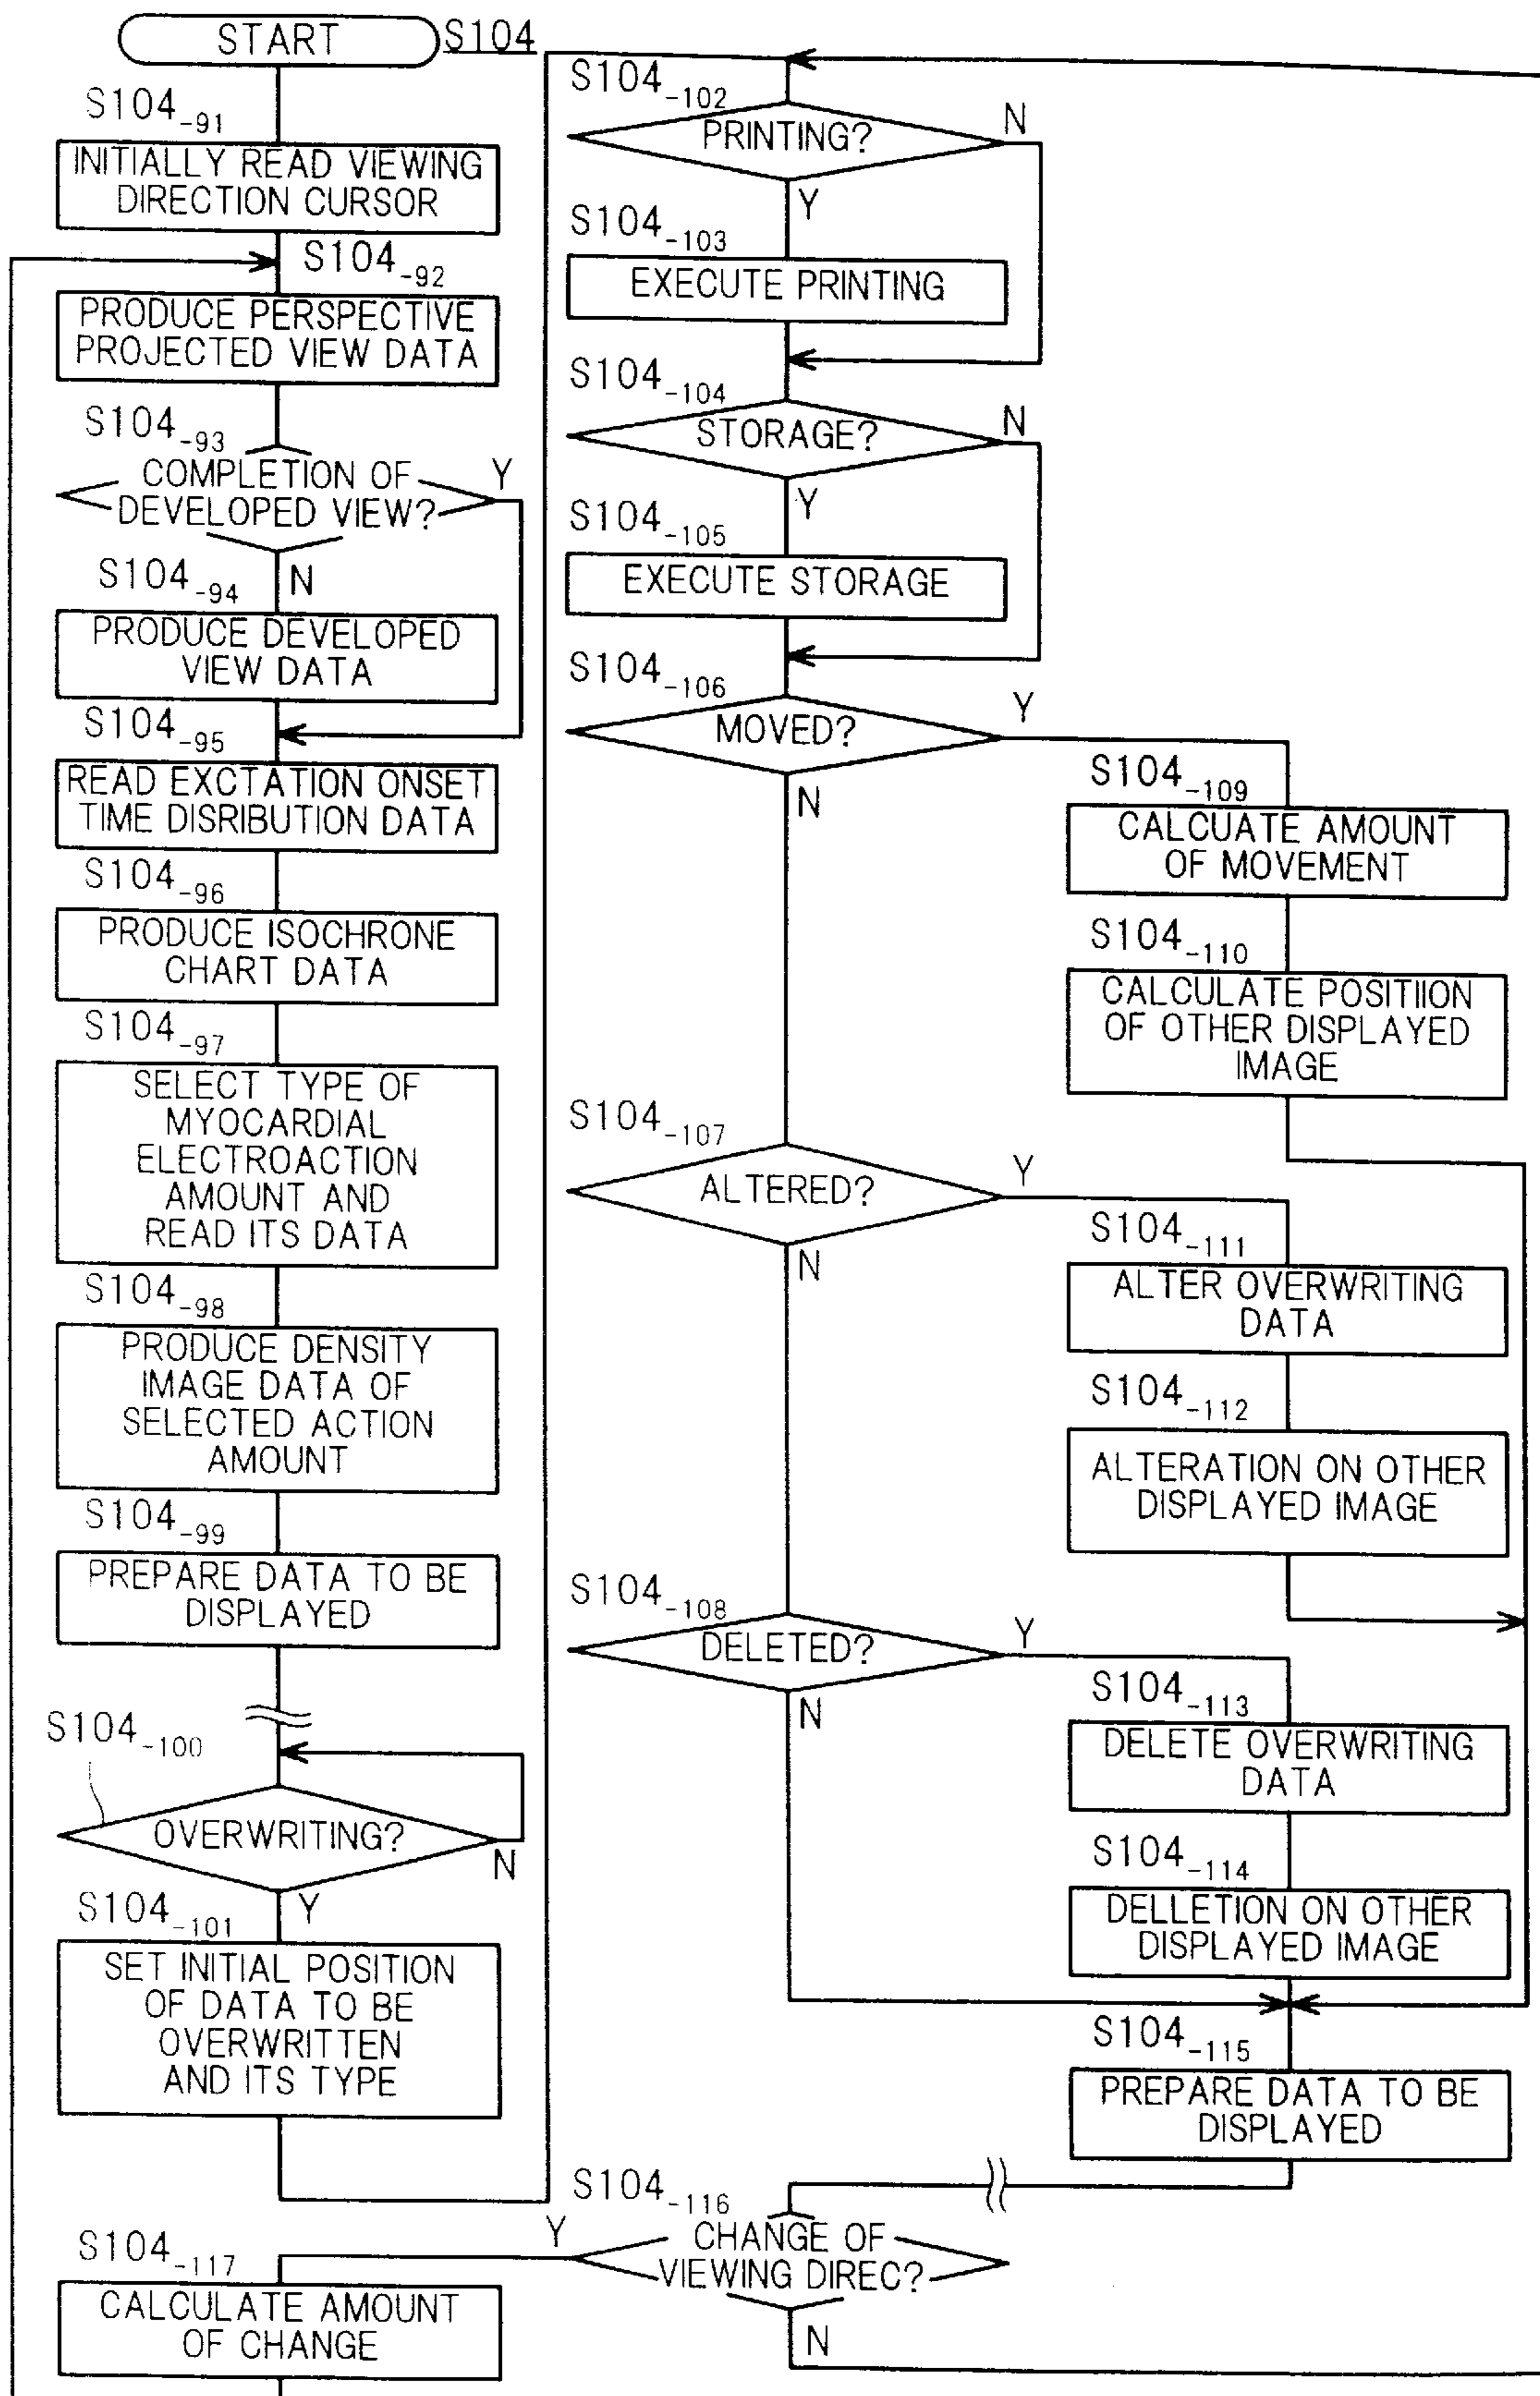 START
S104
S104-91
INITIALLY READ VIEWING
DIRECTION CURSOR
S104-92
PRODUCE PERSPECTIVE
PROJECTED VIEW DATA
S104-93
COMPLETION OF
DEVELOPED VIEW?
Y
N
S104-94
PRODUCE DEVELOPED
VIEW DATA
S104-95
READ EXCTATION ONSET
TIME DISRIBUTION DATA
S104-96
PRODUCE ISOCHRONE
CHART DATA
S104-97
SELECT TYPE OF
MYOCARDIAL
ELECTROACTION
AMOUNT AND
READ ITS DATA
S104-98
PRODUCE DENSITY
IMAGE DATA OF
SELECTED ACTION
AMOUNT
S104-99
PREPARE DATA TO BE
DISPLAYED
S104-100
OVERWRITING?
N
Y
S104-101
SET INITIAL POSITION
OF DATA TO BE
OVERWRITTEN
AND ITS TYPE
S104-102
PRINTING?
N
Y
S104-103
EXECUTE PRINTING
S104-104
STORAGE?
N
Y
S104-105
EXECUTE STORAGE
S104-106
MOVED?
Y
N
S104-109
CALCUATE AMOUNT
OF MOVEMENT
S104-110
CALCULATE POSITIION
OF OTHER DISPLAYED
IMAGE
S104-107
ALTERED?
Y
N
S104-111
ALTER OVERWRITING
DATA
S104-112
ALTERATION ON OTHER
DISPLAYED IMAGE
S104-108
DELETED?
Y
N
S104-113
DELETE OVERWRITING
DATA
S104-114
DELLETION ON OTHER
DISPLAYED IMAGE
S104-115
PREPARE DATA TO BE
DISPLAYED
S104-116
CHANGE OF
VIEWING DIREC?
Y
N
S104-117
CALCULATE AMOUNT
OF CHANGE